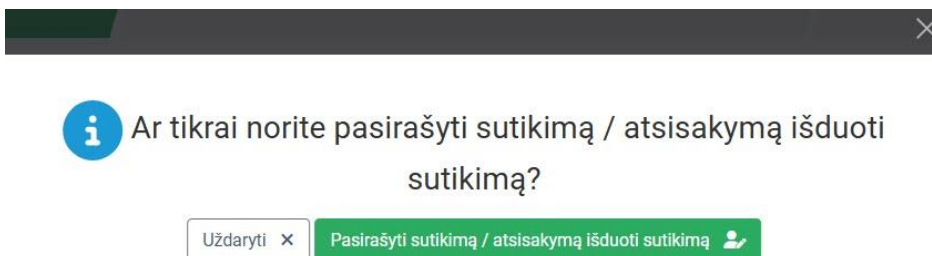 Ar tikrai norite pasirašyti sutikimą / atsisakymą išduoti
sutikimą?
Uždaryti
Pasirašyti sutikimą / atsisakymą išduoti sutikimą